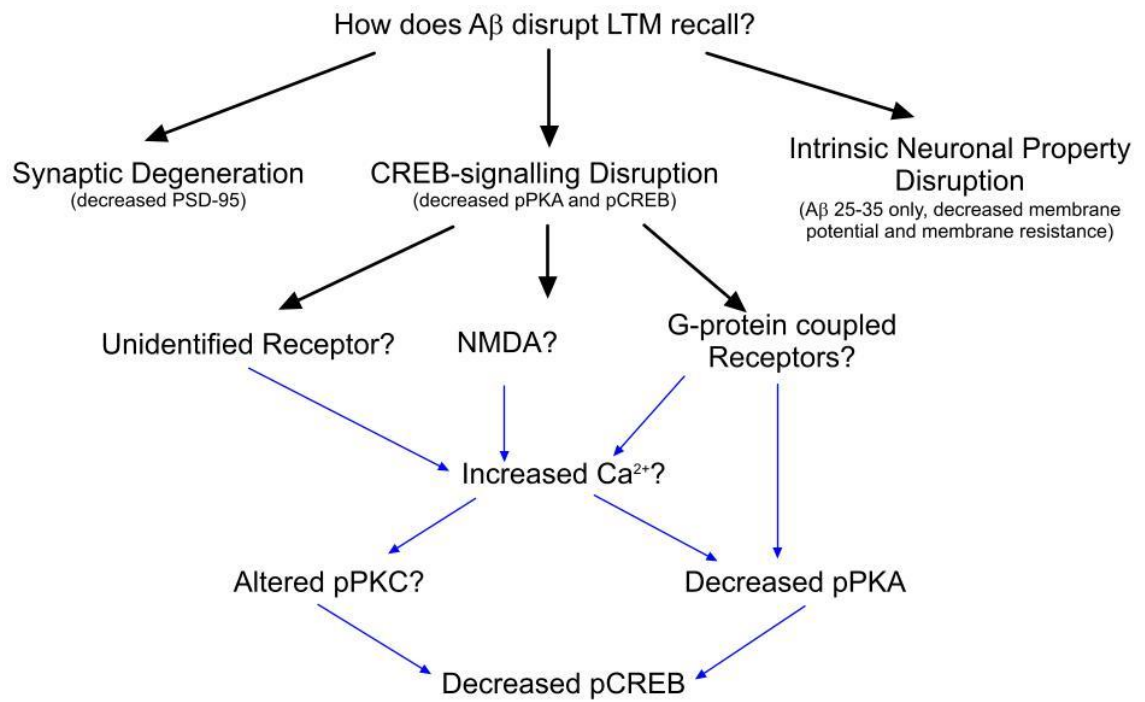 How does Aβ disrupt LTM recall?
Synaptic Degeneration
(decreased PSD-95)
CREB-signalling Disruption
(decreased pPKA and pCREB)
Intrinsic Neuronal Property
Disruption
(Aβ 25-35 only, decreased membrane
potential and membrane resistance)
Unidentified Receptor?
NMDA?
G-protein coupled
Receptors?
Increased Ca²⁺?
Altered pPKC?
Decreased pPKA
Decreased pCREB